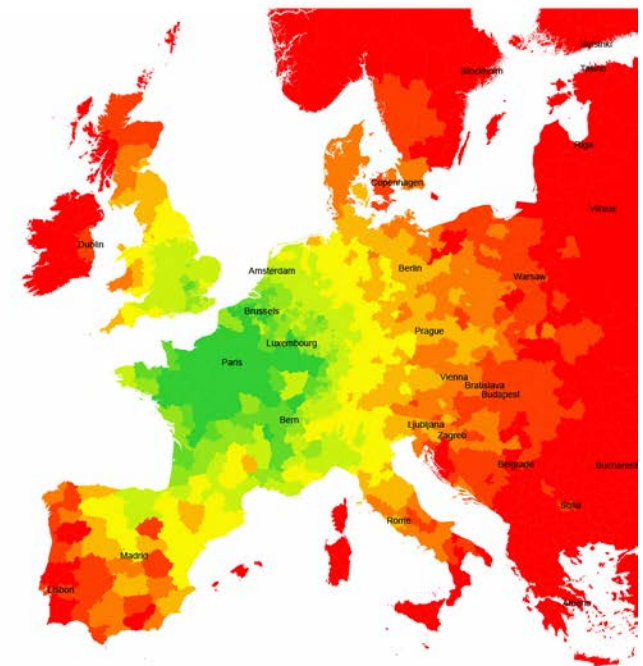 Helsinki
Tallinn
Stockholm
Riga
Copenhagen
Vilnius
Dublin
Amsterdam
Berlin
Warsaw
Brussels
Prague
Luxembourg
Paris
Vienna
Bratislava
Budapest
Bern
Ljubljana
Zagreb
Belgrade
Bucharest
Sofia
Rome
Madrid
Lisbon
Athens